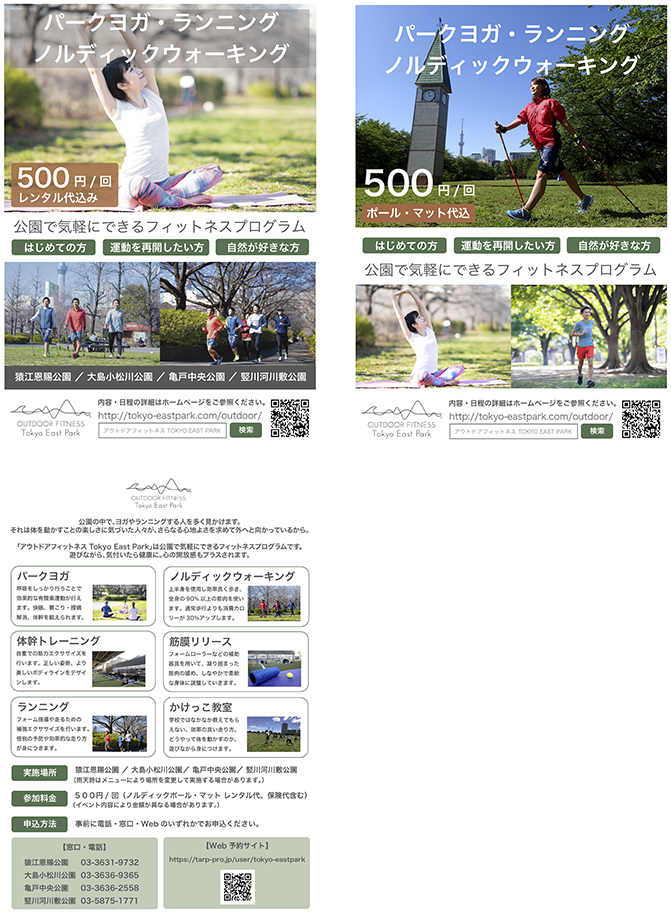 パークヨガ・ランニング
ノルディックウォーキング
500円 / 回
レンタル代込み
公園で気軽にできるフィットネスプログラム
はじめての方
運動を再開したい方
自然が好きな方
猿江恩賜公園 ／ 大島小松川公園 ／ 亀戸中央公園 ／ 竪川河川敷公園
OUTDOOR FITNESS
Tokyo East Park
内容・日程の詳細はホームページをご参照ください。
http://tokyo-eastpark.com/outdoor/
アウトドアフィットネス TOKYO EAST PARK
検索
パークヨガ・ランニング
ノルディックウォーキング
500円 / 回
ポール・マット代込
はじめての方
運動を再開したい方
自然が好きな方
公園で気軽にできるフィットネスプログラム
OUTDOOR FITNESS
Tokyo East Park
内容・日程の詳細はホームページをご参照ください。
http://tokyo-eastpark.com/outdoor/
アウトドアフィットネス TOKYO EAST PARK
検索
OUTDOOR FITNESS
Tokyo East Park
公園の中で、ヨガやランニングする人を多く見かけます。
それは体を動かすことの楽しさに気づいた人々が、さらなる心地よさを求めて外へと向かっているから。
「アウトドアフィットネス Tokyo East Park」は公園で気軽にできるフィットネスプログラムです。
遊びながら、気付いたら健康に。心の開放感もプラスされます。
パークヨガ
呼吸をしっかり行うことで
効果的な有酸素運動が行え
ます。快眠、肩こり・腰痛
解消、体幹を鍛えられます。
ノルディックウォーキング
上半身を使用し効率良く歩き、
全身の 90％以上の筋肉を使い
ます。通常歩行よりも消費カロ
リーが 30％アップします。
体幹トレーニング
自重での筋力エクササイズを
行います。正しい姿勢、より
美しいボディラインをデザイ
ンします。
筋膜リリース
フォームローラーなどの補助
器具を用いて、凝り固まった
筋肉の緩め、しなやかで柔軟
な身体に調整していきます。
ランニング
フォーム指導や走るための
補強エクササイズを行います。
怪我の予防や効率的な走り方
が身につきます。
かけっこ教室
学校ではなかなか教えてもら
えない、効率の良い走り方。
どうやって体を動かすのか、
遊びながら身につけます。
実施場所
猿江恩賜公園 ／ 大島小松川公園／ 亀戸中央公園／ 竪川河川敷公園
（雨天時はメニューにより場所を変更して実施する場合があります。）
参加料金
５００円 / 回（ノルディックポール・マット レンタル代、保険代含む）
（イベント内容により金額が異なる場合があります。）
申込方法
事前に電話・窓口・Web のいずれかでお申込ください。
【窓口・電話】
猿江恩賜公園 03-3631-9732
大島小松川公園 03-3636-9365
亀戸中央公園 03-3636-2558
竪川河川敷公園 03-5875-1771
【Web 予約サイト】
https://tarp-pro.jp/user/tokyo-eastpark